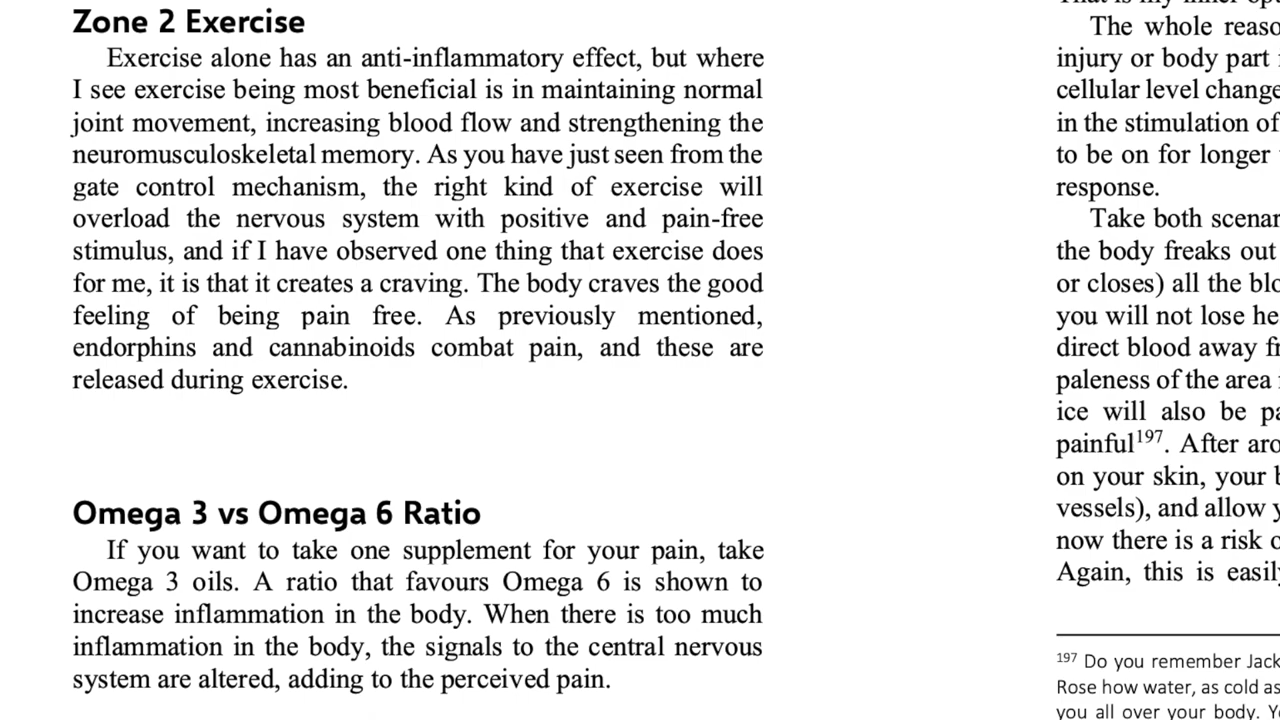 Zone 2 Exercise
Exercise alone has an anti-inflammatory effect, but where
I see exercise being most beneficial is in maintaining normal
joint movement, increasing blood flow and strengthening the
neuromusculoskeletal memory. As you have just seen from the
gate control mechanism, the right kind of exercise will
overload the nervous system with positive and pain-free
stimulus, and if I have observed one thing that exercise does
for me, it is that it creates a craving. The body craves the good
feeling of being pain free. As previously mentioned,
endorphins and cannabinoids combat pain, and these are
released during exercise.
Omega 3 vs Omega 6 Ratio
If you want to take one supplement for your pain, take
Omega 3 oils. A ratio that favours Omega 6 is shown to
increase inflammation in the body. When there is too much
inflammation in the body, the signals to the central nervous
system are altered, adding to the perceived pain.
The whole reaso
injury or body part
cellular level change
in the stimulation of
to be on for longer
response.
Take both scenar
the body freaks out
or closes) all the blo
you will not lose he
direct blood away fr
paleness of the area
ice will also be pa
painful197. After aro
on your skin, your b
vessels), and allow y
now there is a risk o
Again, this is easily
197 Do you remember Jack
Rose how water, as cold as
you all over your body. Yo